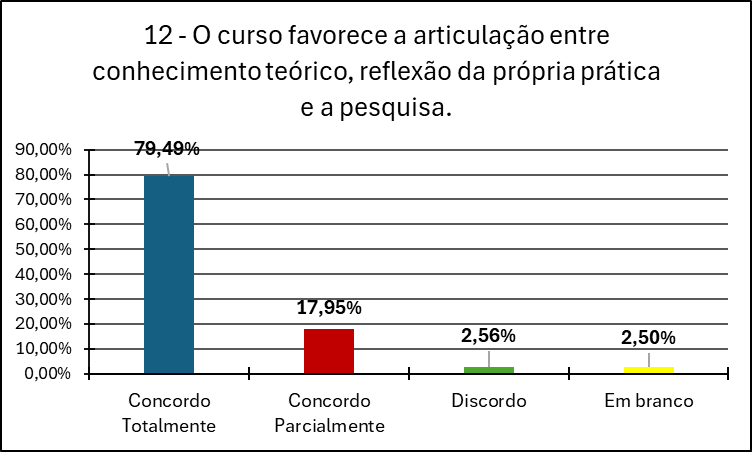 12 - O curso favorece a articulação entre
conhecimento teórico, reflexão da própria prática
e a pesquisa.
90,00%
80,00%
70,00%
60,00%
50,00%
40,00%
30,00%
20,00%
10,00%
0,00%
79,49%
17,95%
2,56%
2,50%
Concordo
Totalmente
Concordo
Parcialmente
Discordo
Em branco